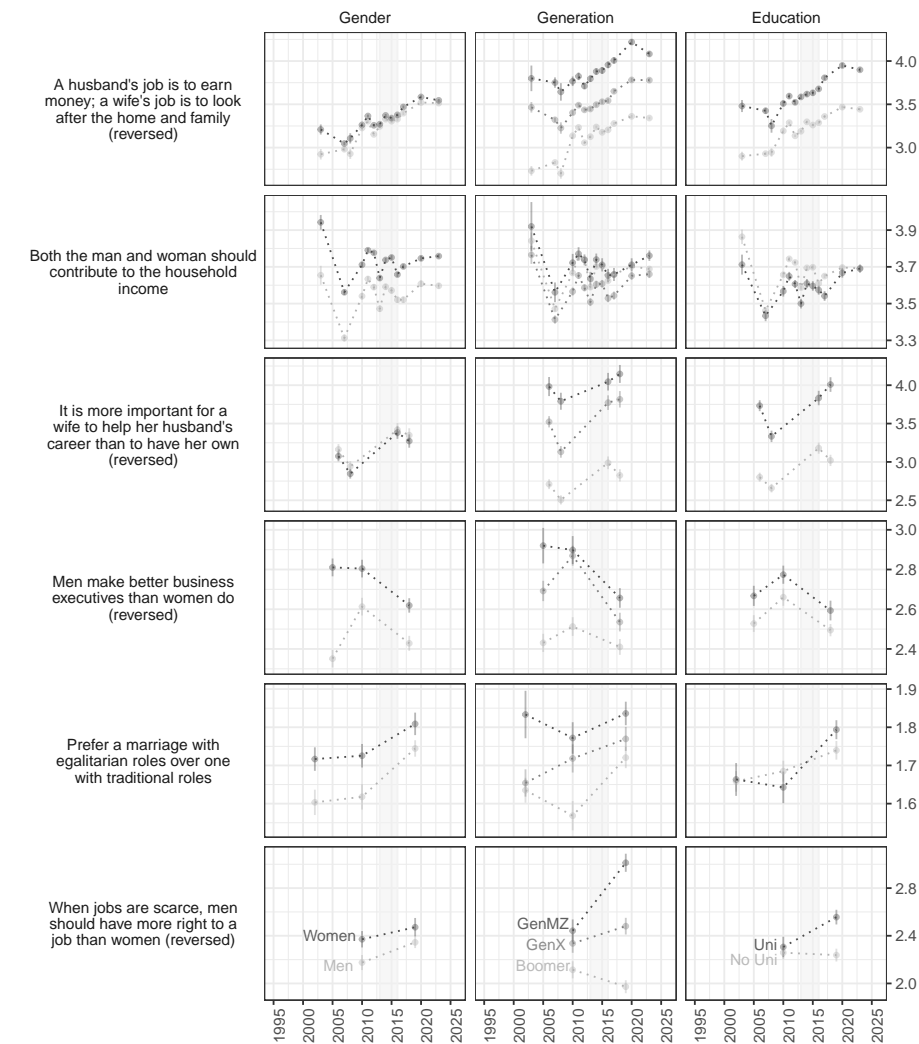 Gender
Generation
Education
A husband's job is to earn
money; a wife's job is to look
after the home and family
(reversed)
4.0
3.5
3.0
Both the man and woman should
contribute to the household
income
3.9
3.7
3.5
3.3
It is more important for a
wife to help her husband's
career than to have her own
(reversed)
4.0
3.5
3.0
2.5
Men make better business
executives than women do
(reversed)
3.0
2.8
2.6
2.4
Prefer a marriage with
egalitarian roles over one
with traditional roles
1.9
1.8
1.7
1.6
When jobs are scarce, men
should have more right to a
job than women (reversed)
Women
Men
GenMZ
GenX
Boomer
Uni
No Uni
2.8
2.4
2.0
1995
2000
2005
2010
2015
2020
2025
1995
2000
2005
2010
2015
2020
2025
1995
2000
2005
2010
2015
2020
2025